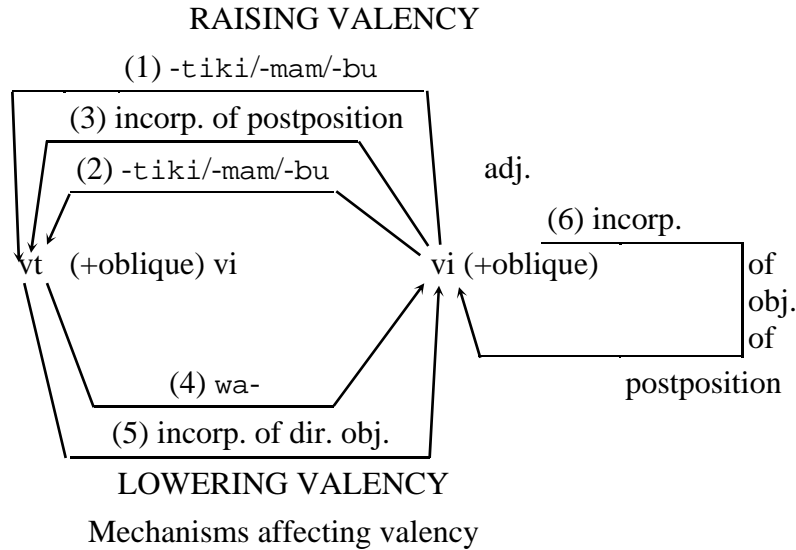 RAISING VALENCY
(1) -tiki/-mam/-bu
(3) incorp. of postposition
(2) -tiki/-mam/-bu
adj.
(6) incorp.
vt (+oblique) vi
vi (+oblique)
of
obj.
of
postposition
(4) wa-
(5) incorp. of dir. obj.
LOWERING VALENCY
Mechanisms affecting valency